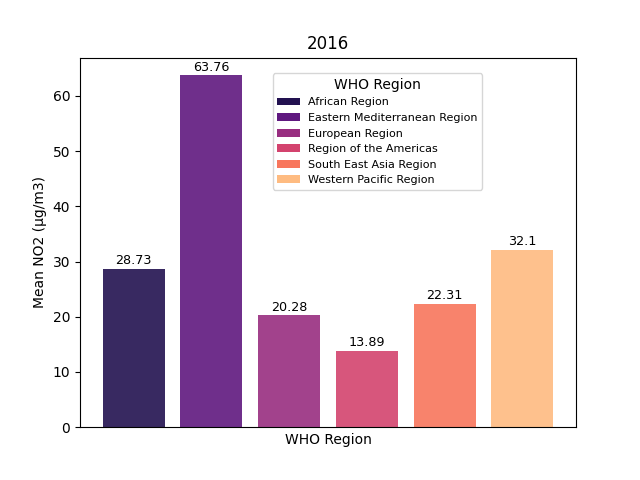 2016
63.76
60
50
40
30
20
10
0
Mean NO2 (μg/m3)
WHO Region
African Region
Eastern Mediterranean Region
European Region
Region of the Americas
South East Asia Region
Western Pacific Region
28.73
20.28
13.89
22.31
32.1
WHO Region